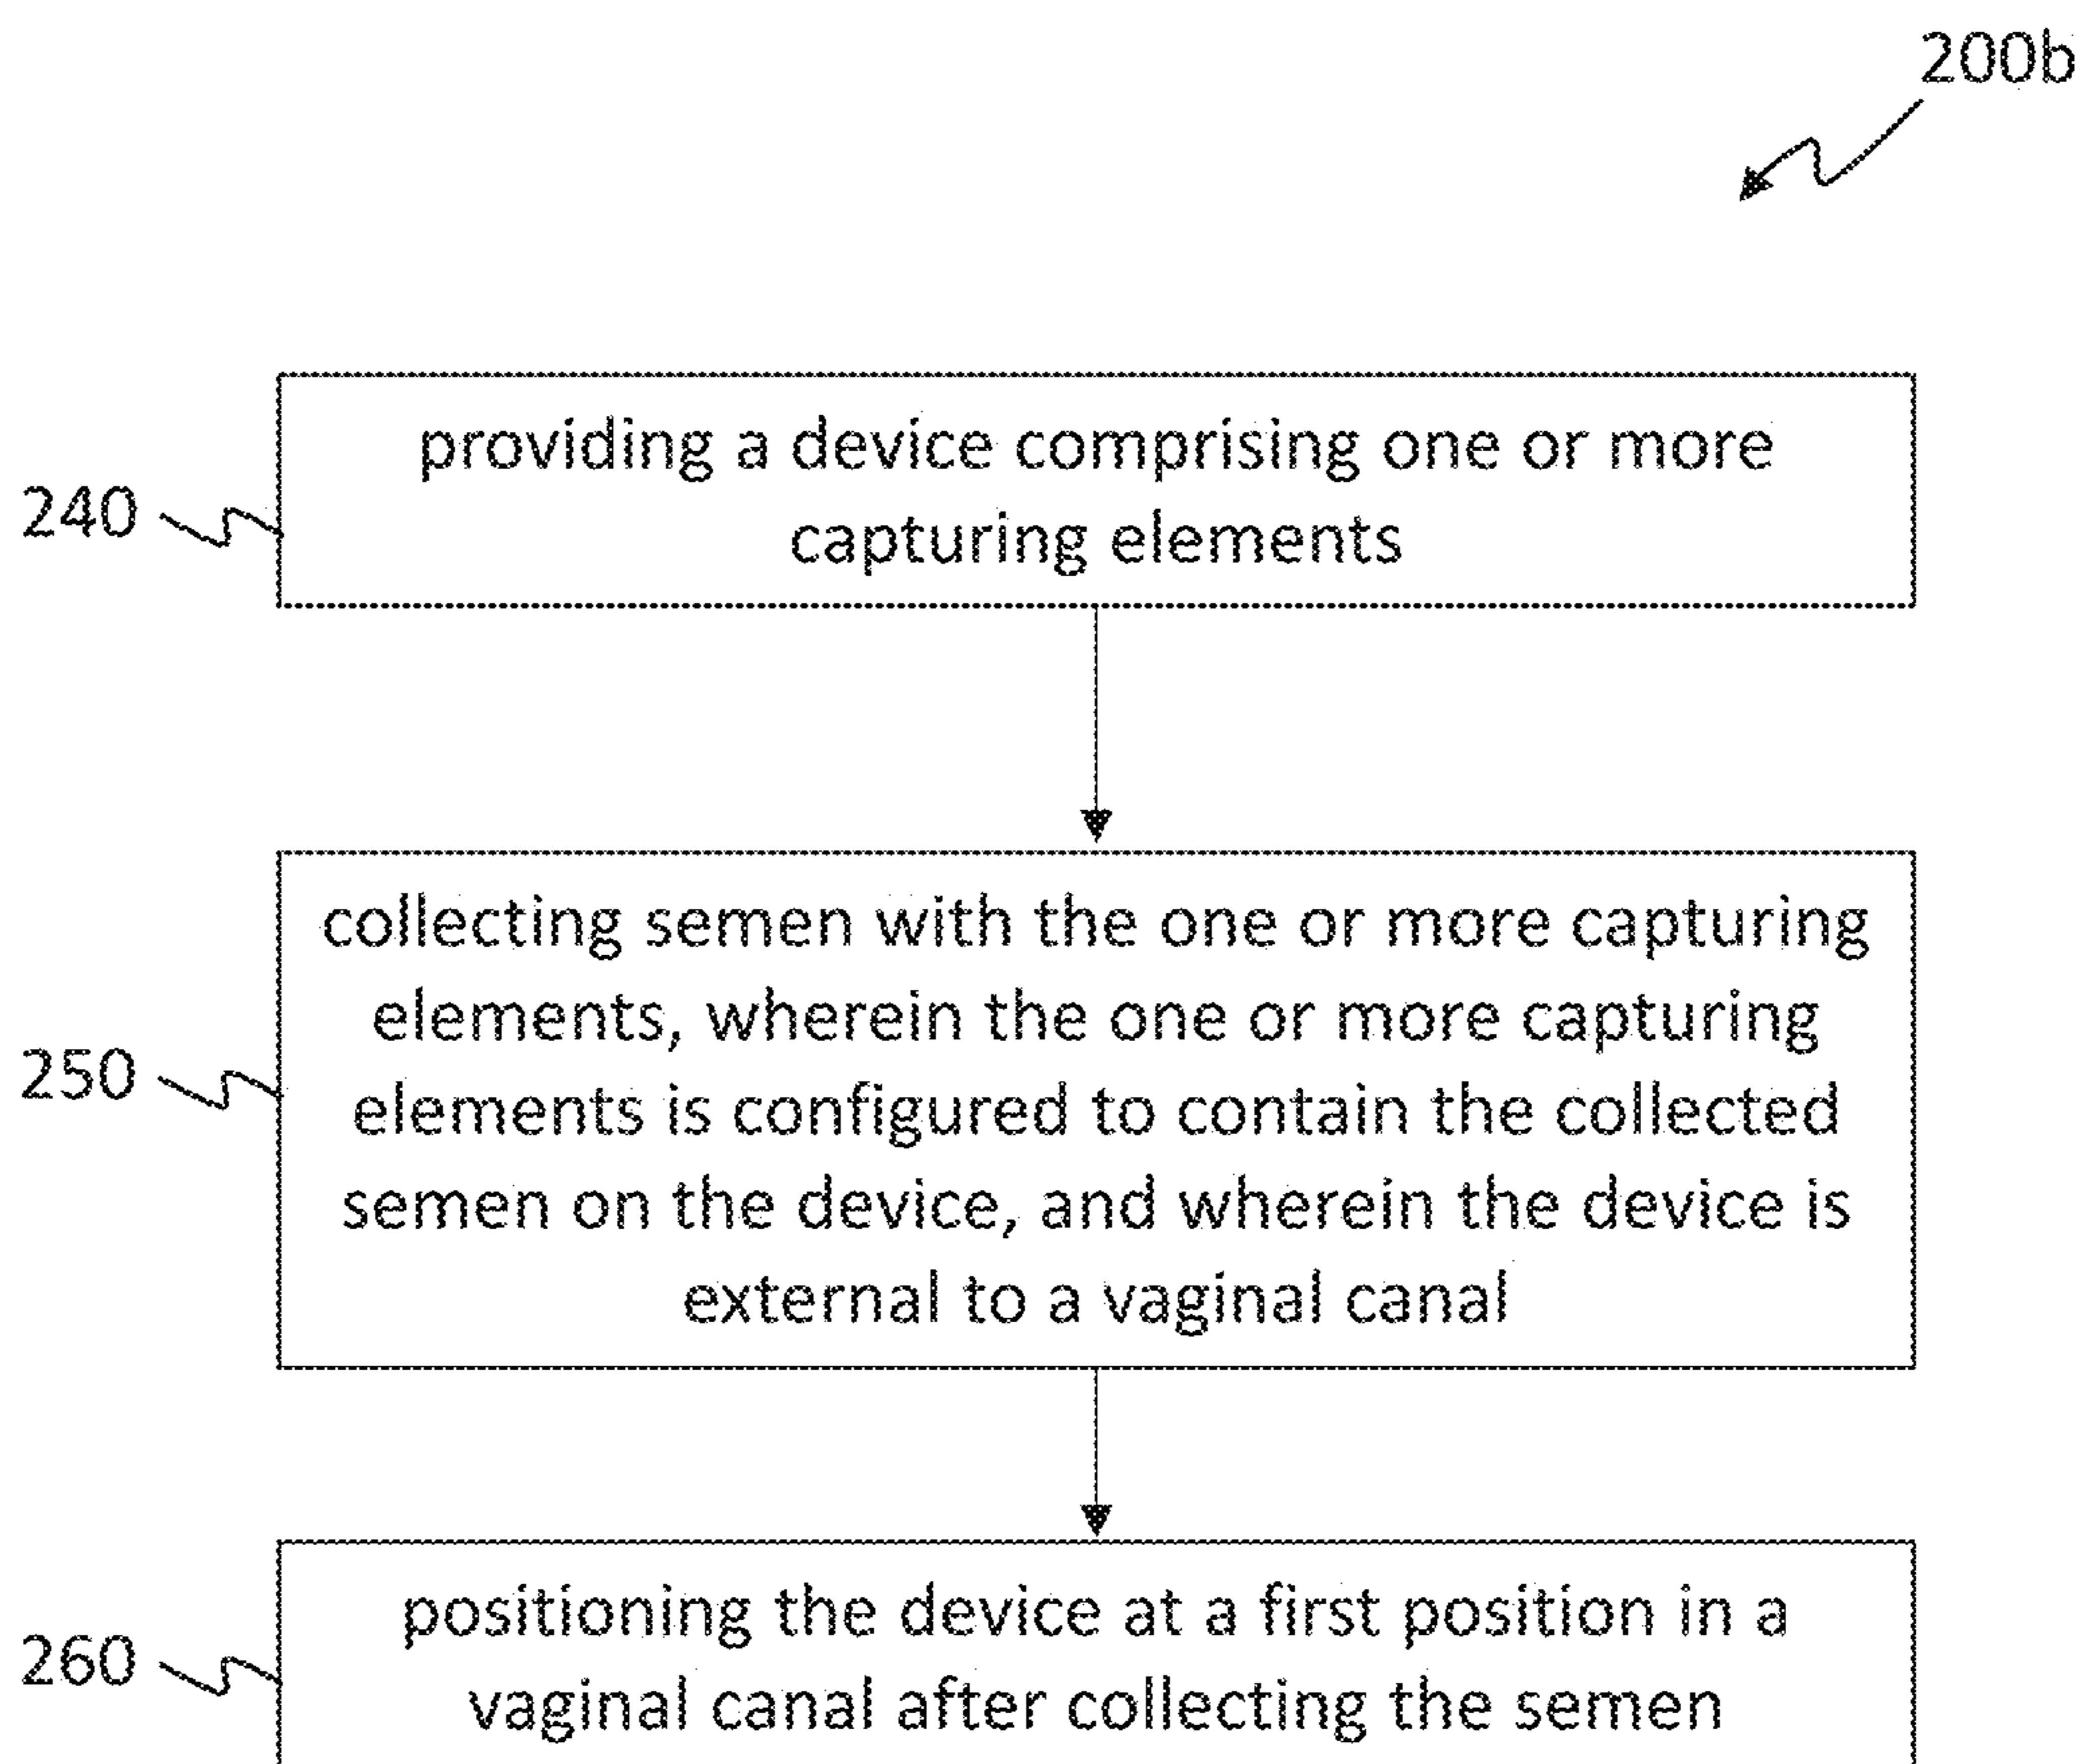 200b
240
providing a device comprising one or more
capturing elements
250
collecting semen with the one or more capturing
elements, wherein the one or more capturing
elements is configured to contain the collected
semen on the device, and wherein the device is
external to a vaginal canal
260
positioning the device at a first position in a
vaginal canal after collecting the semen